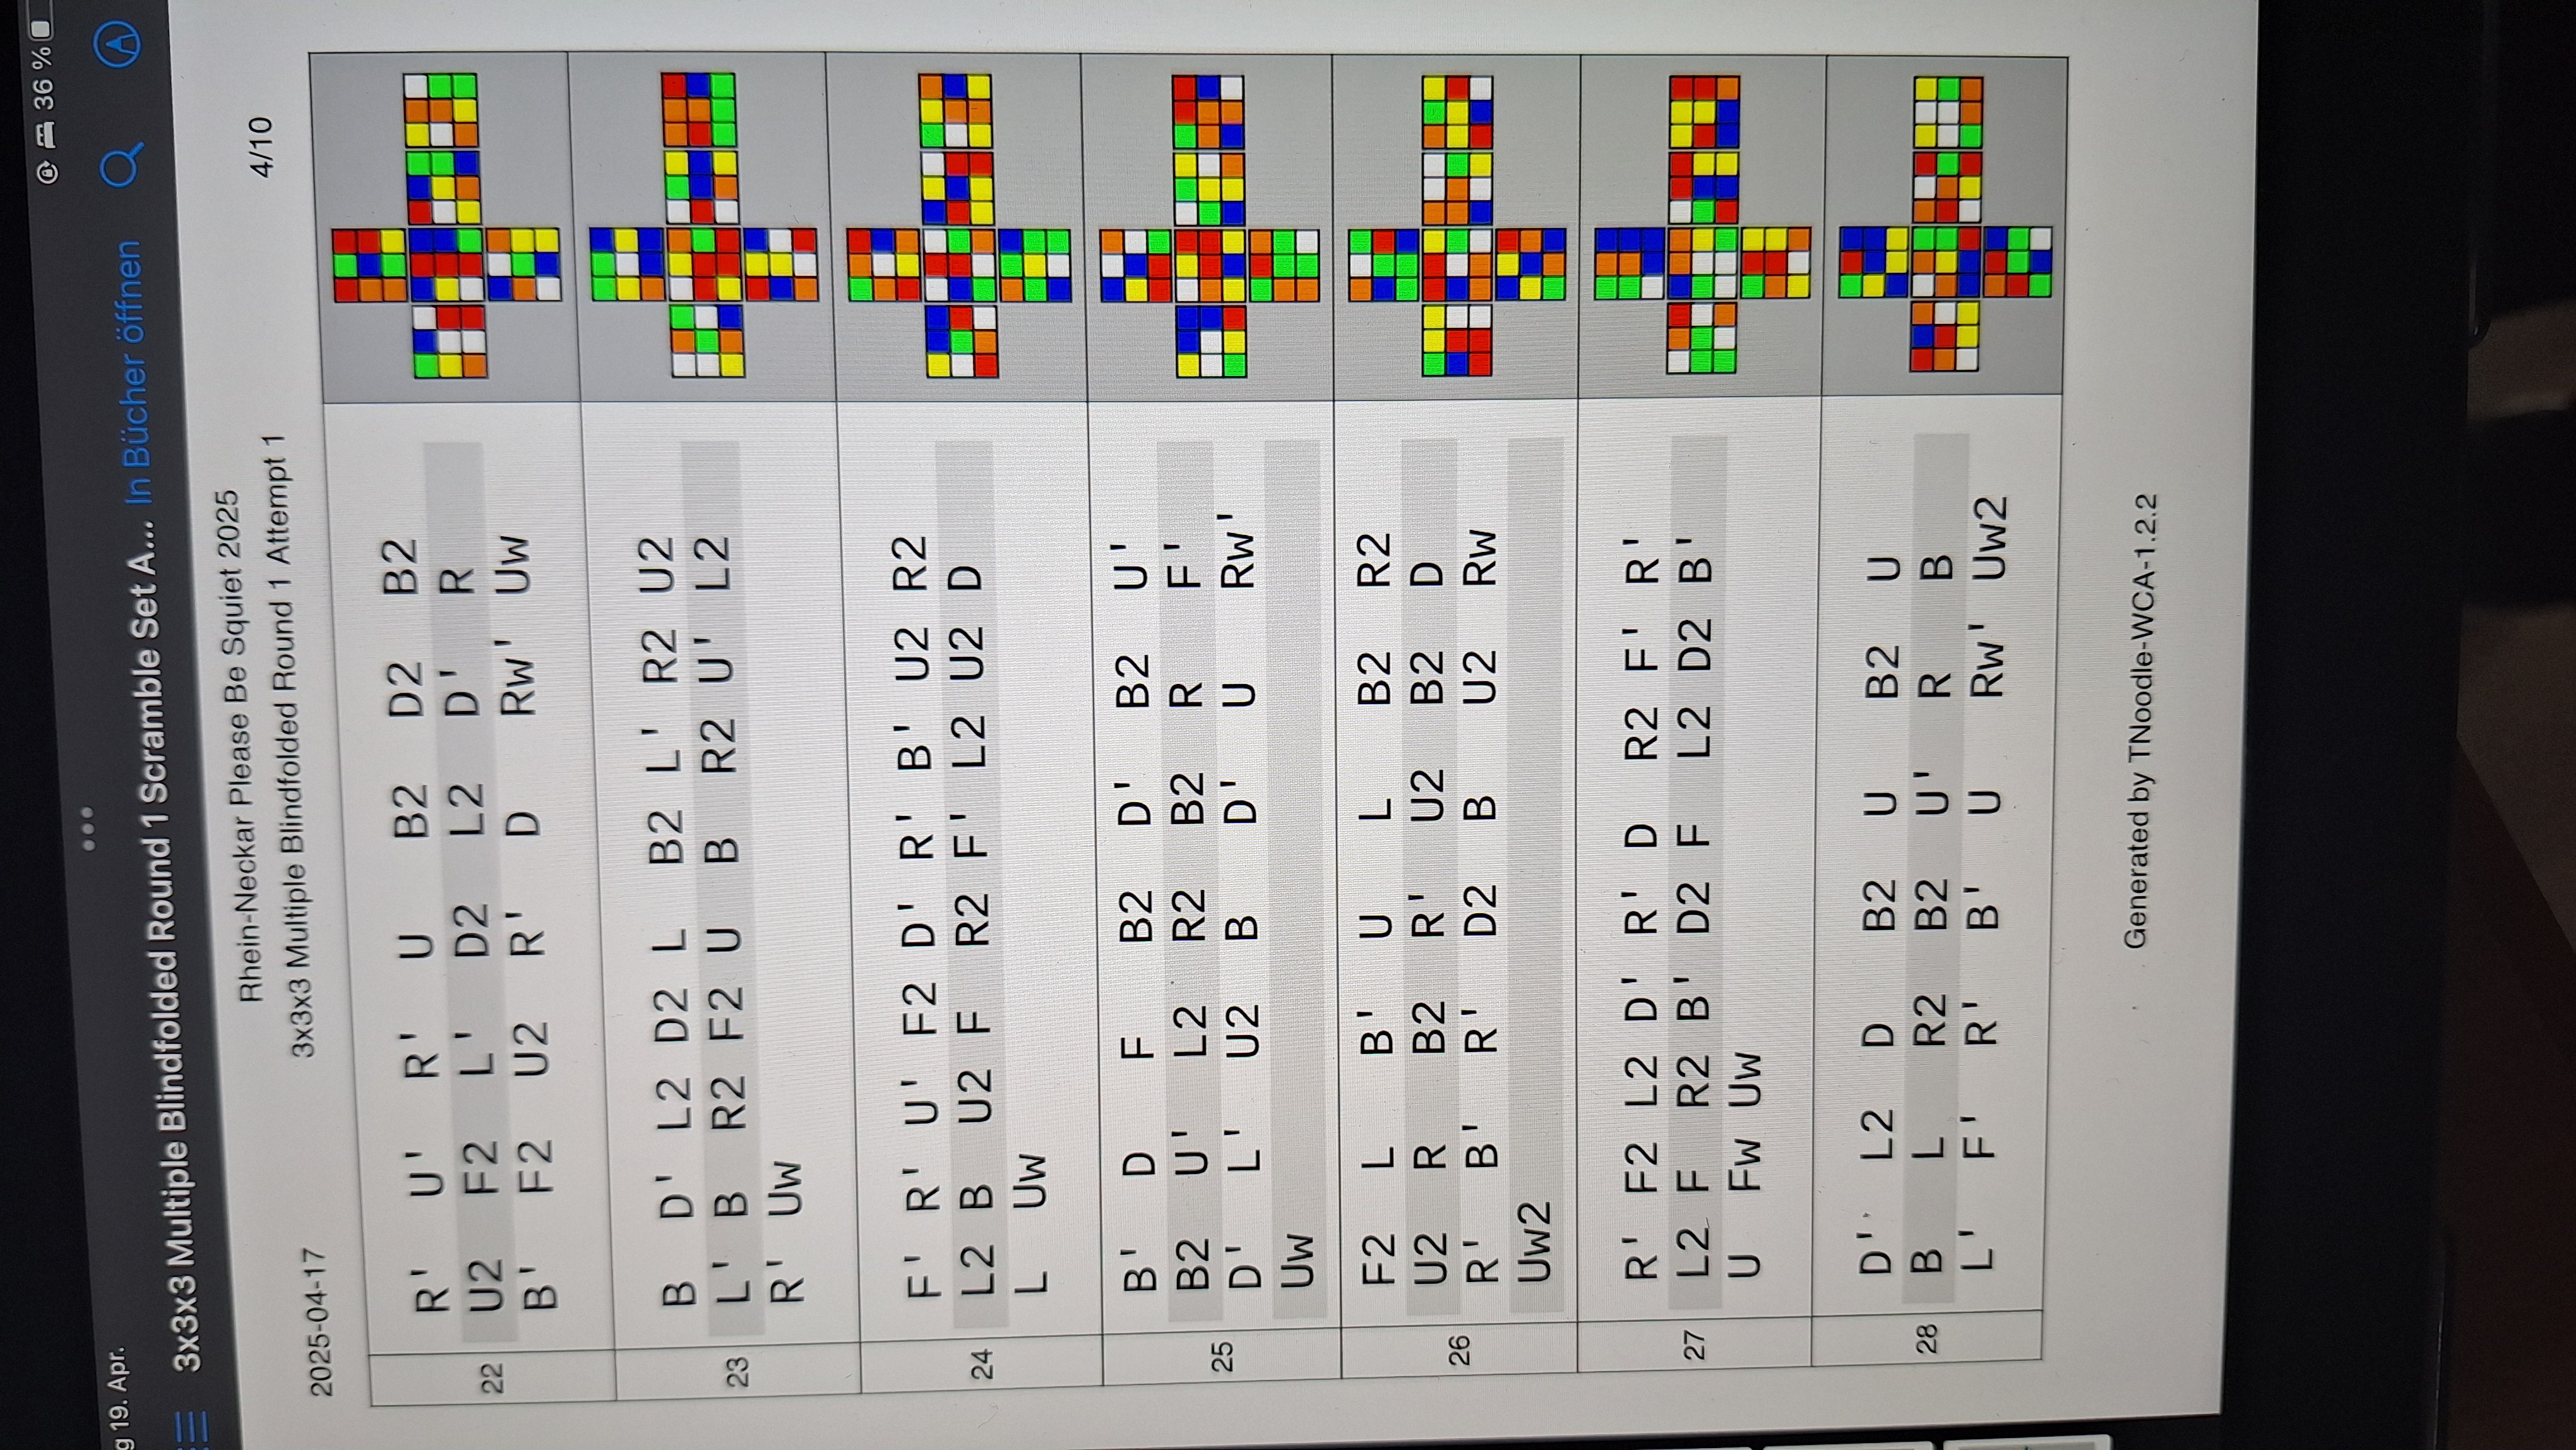 36 %
g 19. Apr.
3x3x3 Multiple Blindfolded Round 1 Scramble Set A... In Bücher öffnen
Rhein-Neckar Please Be Squiet 2025
2025-04-17 3x3x3 Multiple Blindfolded Round 1 Attempt 1 4/10
22
R' U' R' U B2 D2 B2
U2 F2 L' D2 L2 D' R
B' F2 U2 R' D Rw' Uw
23
B D' L2 D2 L B2 L' R2 U2
L' B R2 F2 U B R2 U' L2
R' Uw
24
F' R' U' F2 D' R' B' U2 R2
L2 B U2 F R2 F' L2 U2 D
L Uw
25
B' D F B2 D' B2 U'
B2 U' L2 R2 B2 R F'
D' L' U2 B D' U Rw'
Uw
26
F2 L B' U L B2 R2
U2 R B2 R' U2 B2 D
R' B' R' D2 B U2 Rw
Uw2
27
R' F2 L2 D' R' D R2 F' R'
L2 F R2 B' D2 F L2 D2 B'
U Fw Uw
28
D' L2 D B2 U B2 U
B L R2 B2 U' R B
L' F' R' B' U Rw' Uw2
Generated by TNoodle-WCA-1.2.2